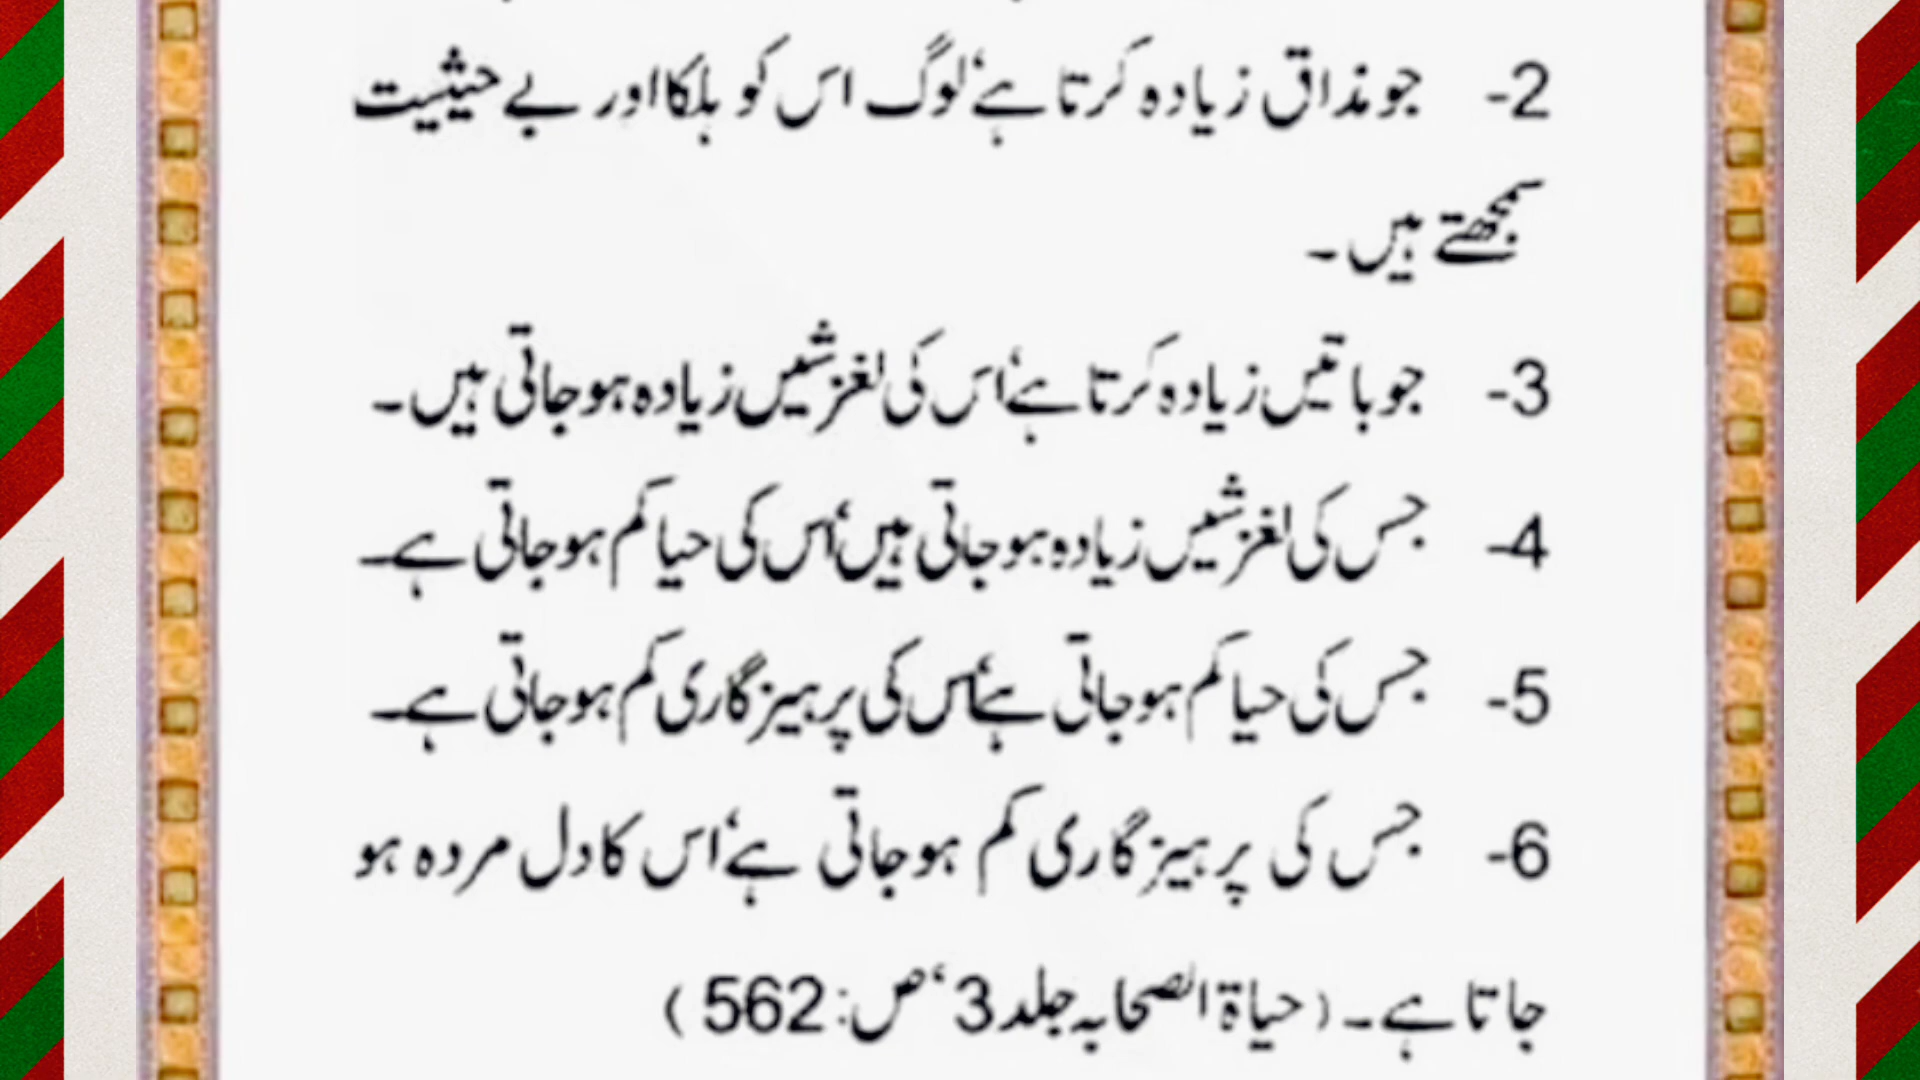 2- جو مذاق زیادہ کرتا ہے‘ لوگ اس کو ہلکا اور بے حیثیت
سمجھتے ہیں۔
3- جو باتیں زیادہ کرتا ہے‘ اس کی لغزشیں زیادہ ہو جاتی ہیں۔
4- جس کی لغزشیں زیادہ ہو جاتی ہیں‘ اُس کی حیا کم ہو جاتی ہے۔
5- جس کی حیا کم ہو جاتی ہے‘ اُس کی پرہیزگاری کم ہو جاتی ہے۔
6- جس کی پرہیزگاری کم ہو جاتی ہے‘ اس کا دل مردہ ہو
جاتا ہے۔ (حیاة الصحابہ جلد 3‘ ص: 562)